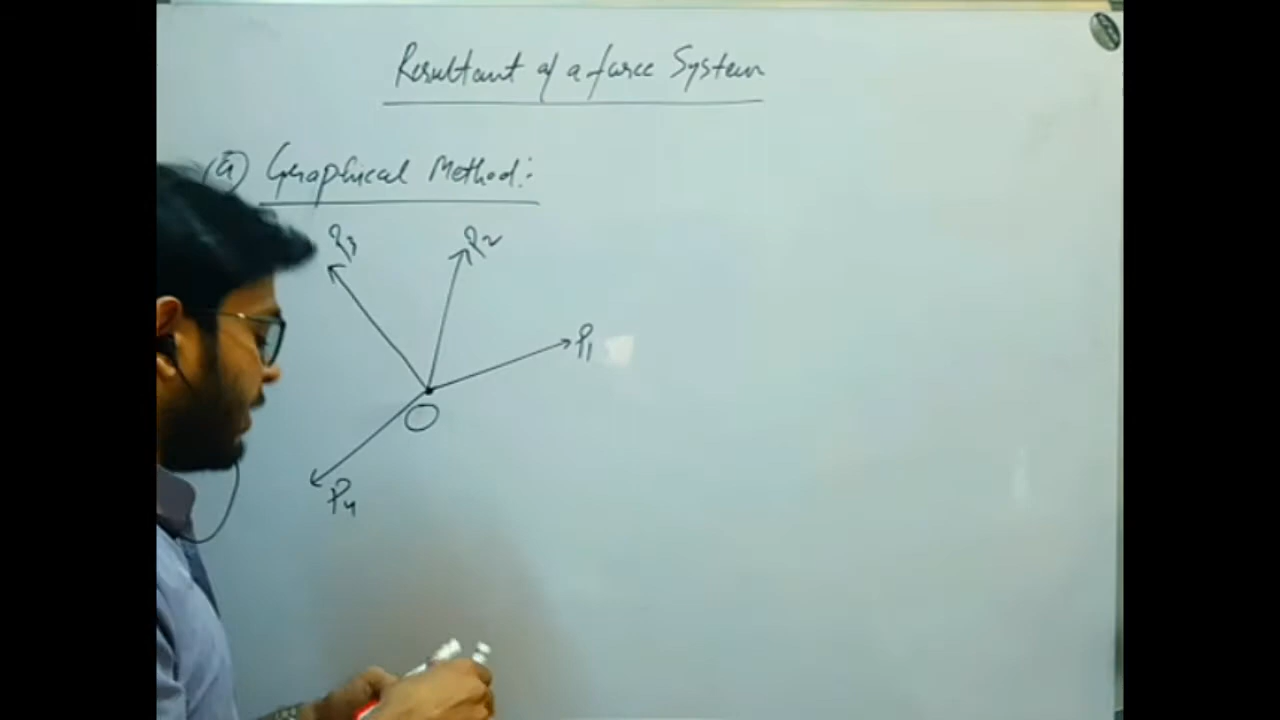 Resultant of a force System
(a) Graphical Method:
P3
P2
P1
O
P4